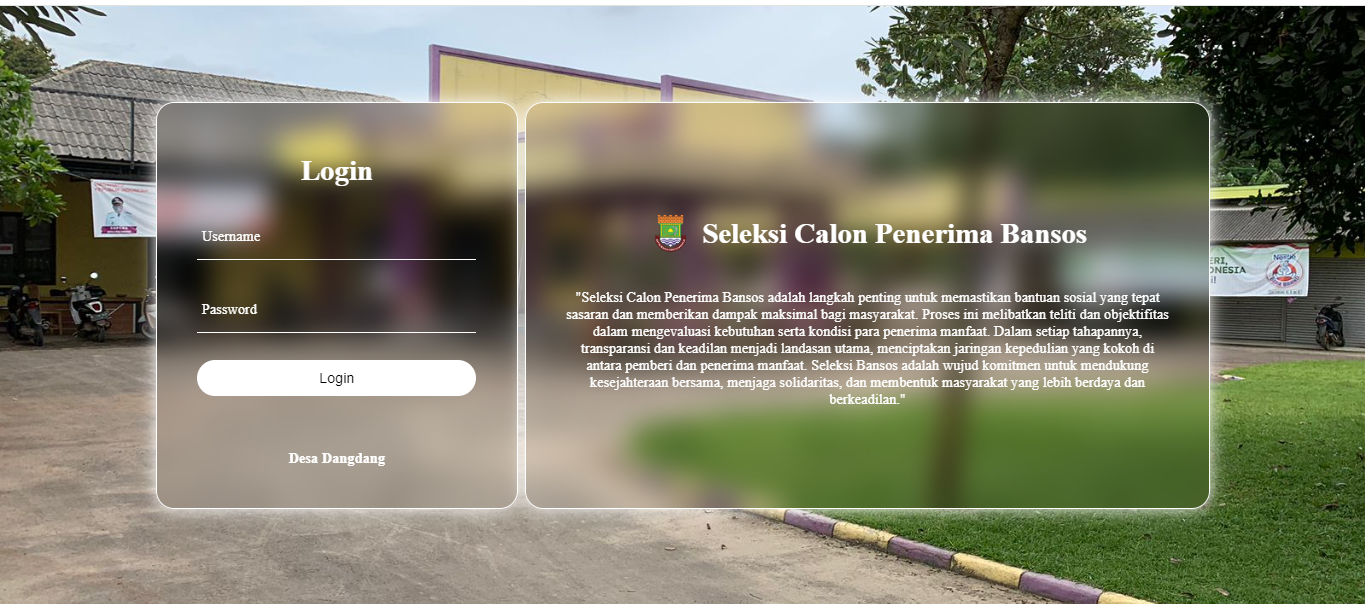 Login
Username
Password
Login
Desa Dangdang
Seleksi Calon Penerima Bansos
"Seleksi Calon Penerima Bansos adalah langkah penting untuk memastikan bantuan sosial yang tepat
sasaran dan memberikan dampak maksimal bagi masyarakat. Proses ini melibatkan teliti dan objektifitas
dalam mengevaluasi kebutuhan serta kondisi para penerima manfaat. Dalam setiap tahapannya,
transparansi dan keadilan menjadi landasan utama, menciptakan jaringan kepedulian yang kokoh di
antara pemberi dan penerima manfaat. Seleksi Bansos adalah wujud komitmen untuk mendukung
kesejahteraan bersama, menjaga solidaritas, dan membentuk masyarakat yang lebih berdaya dan
berkeadilan."